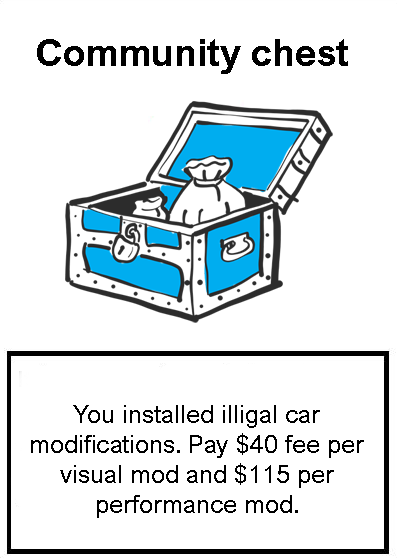 Community chest
You installed illigal car
modifications. Pay $40 fee per
visual mod and $115 per
performance mod.